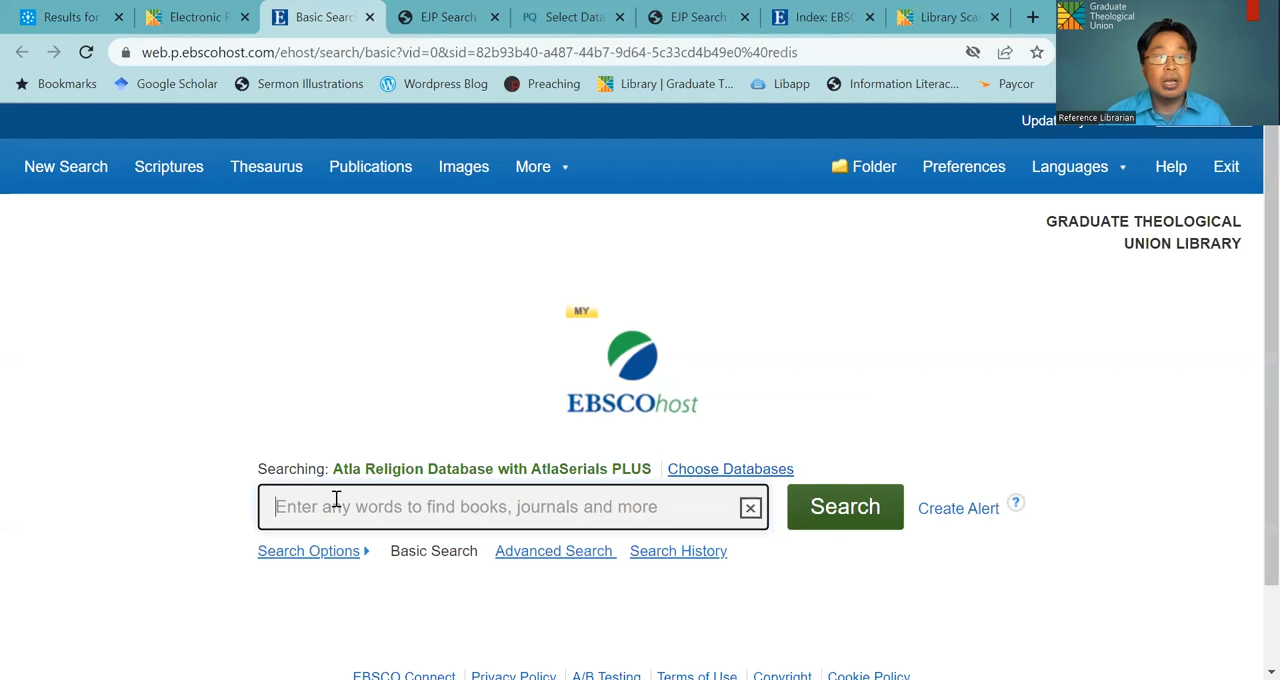 Results for
Electronic R
Basic Searc
EJP Search
PQ Select Data
EJP Search
Index: EBSC
Library Sca
web.p.ebscohost.com/ehost/search/basic?vid=0&sid=82b93b40-a487-44b7-9d64-5c33cd4b49e0%40redis
Bookmarks
Google Scholar
Sermon Illustrations
Wordpress Blog
Preaching
Library | Graduate T...
Libapp
Information Literac...
Paycor
Graduate
Theological
Union
Reference Librarian
New Search
Scriptures
Thesaurus
Publications
Images
More
Folder
Preferences
Languages
Help
Exit
GRADUATE THEOLOGICAL
UNION LIBRARY
MY
EBSCOhost
Searching: Atla Religion Database with AtlaSerials PLUS
Choose Databases
Enter any words to find books, journals and more
Search
Create Alert
?
Search Options
Basic Search
Advanced Search
Search History
EBSCO Connect
Privacy Policy
A/B Testing
Terms of Use
Copyright
Cookie Policy